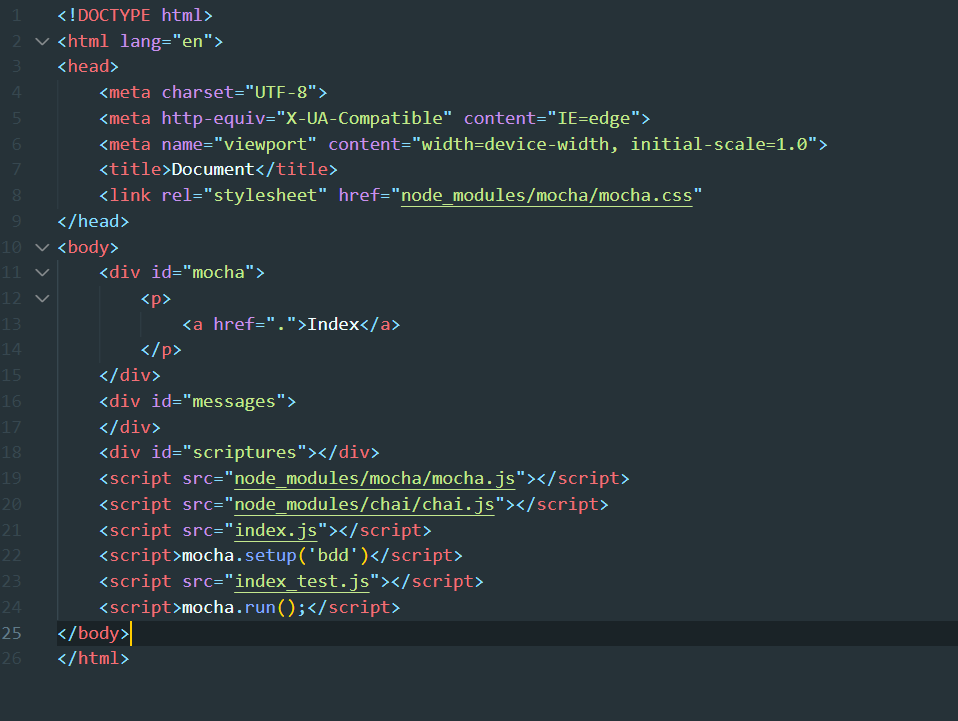 1 <!DOCTYPE html>
2 <html lang="en">
3 <head>
4 <meta charset="UTF-8">
5 <meta http-equiv="X-UA-Compatible" content="IE=edge">
6 <meta name="viewport" content="width=device-width, initial-scale=1.0">
7 <title>Document</title>
8 <link rel="stylesheet" href="node_modules/mocha/mocha.css"
9 </head>
10 <body>
11 <div id="mocha">
12 <p>
13 <a href=".">Index</a>
14 </p>
15 </div>
16 <div id="messages">
17 </div>
18 <div id="scriptures"></div>
19 <script src="node_modules/mocha/mocha.js"></script>
20 <script src="node_modules/chai/chai.js"></script>
21 <script src="index.js"></script>
22 <script>mocha.setup('bdd')</script>
23 <script src="index_test.js"></script>
24 <script>mocha.run();</script>
25 </body>
26 </html>